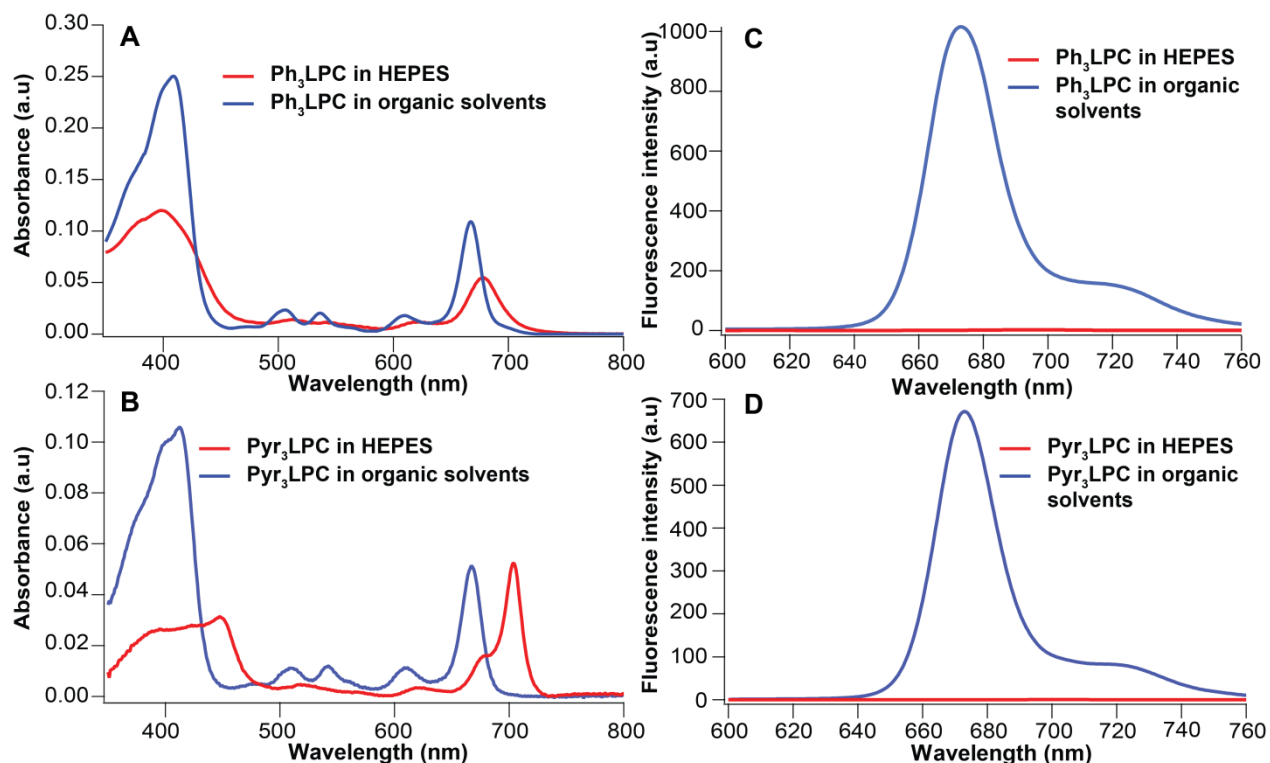 A
Absorbance (a.u)
0.30
0.25
0.20
0.15
0.10
0.05
0.00
Ph₃LPC in HEPES
Ph₃LPC in organic solvents
400
500
600
700
800
Wavelength (nm)
C
Fluorescence intensity (a.u)
1000
800
600
400
200
0
Ph₃LPC in HEPES
Ph₃LPC in organic
solvents
600
620
640
660
680
700
720
740
760
Wavelength (nm)
B
Absorbance (a.u)
0.12
0.10
0.08
0.06
0.04
0.02
0.00
Pyr₃LPC in HEPES
Pyr₃LPC in organic solvents
400
500
600
700
800
Wavelength (nm)
D
Fluorescence intensity (a.u)
700
600
500
400
300
200
100
0
Pyr₃LPC in HEPES
Pyr₃LPC in organic
solvents
600
620
640
660
680
700
720
740
760
Wavelength (nm)